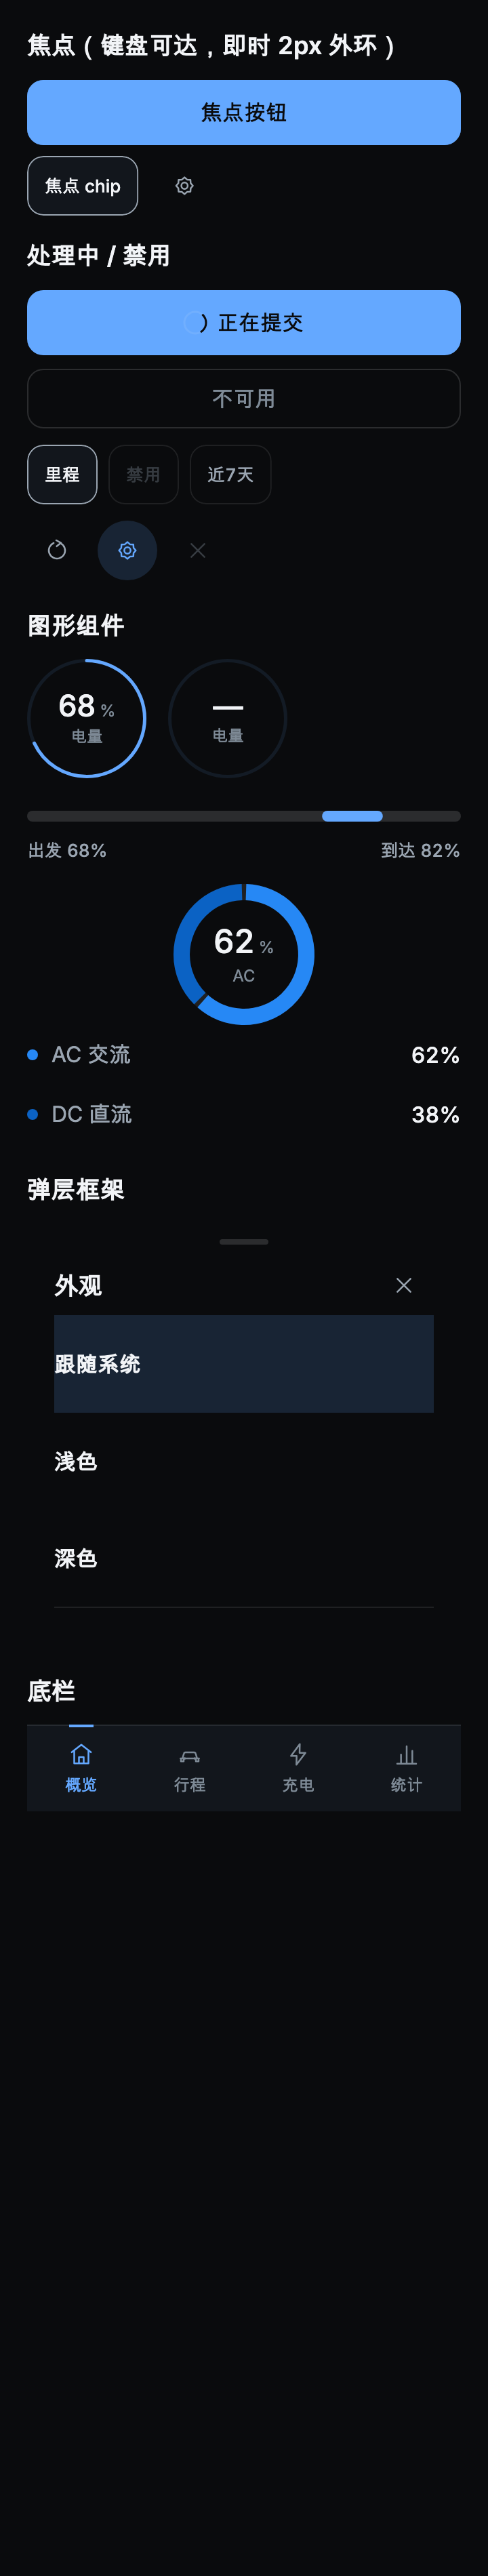 焦点（键盘可达，即时 2px 外环）
焦点按钮
焦点 chip
处理中 / 禁用
正在提交
不可用
里程 禁用 近7天
图形组件
68 % —
电量 电量
出发 68% 到达 82%
62 %
AC
AC 交流 62%
DC 直流 38%
弹层框架
外观
跟随系统
浅色
深色
底栏
概览 行程 充电 统计